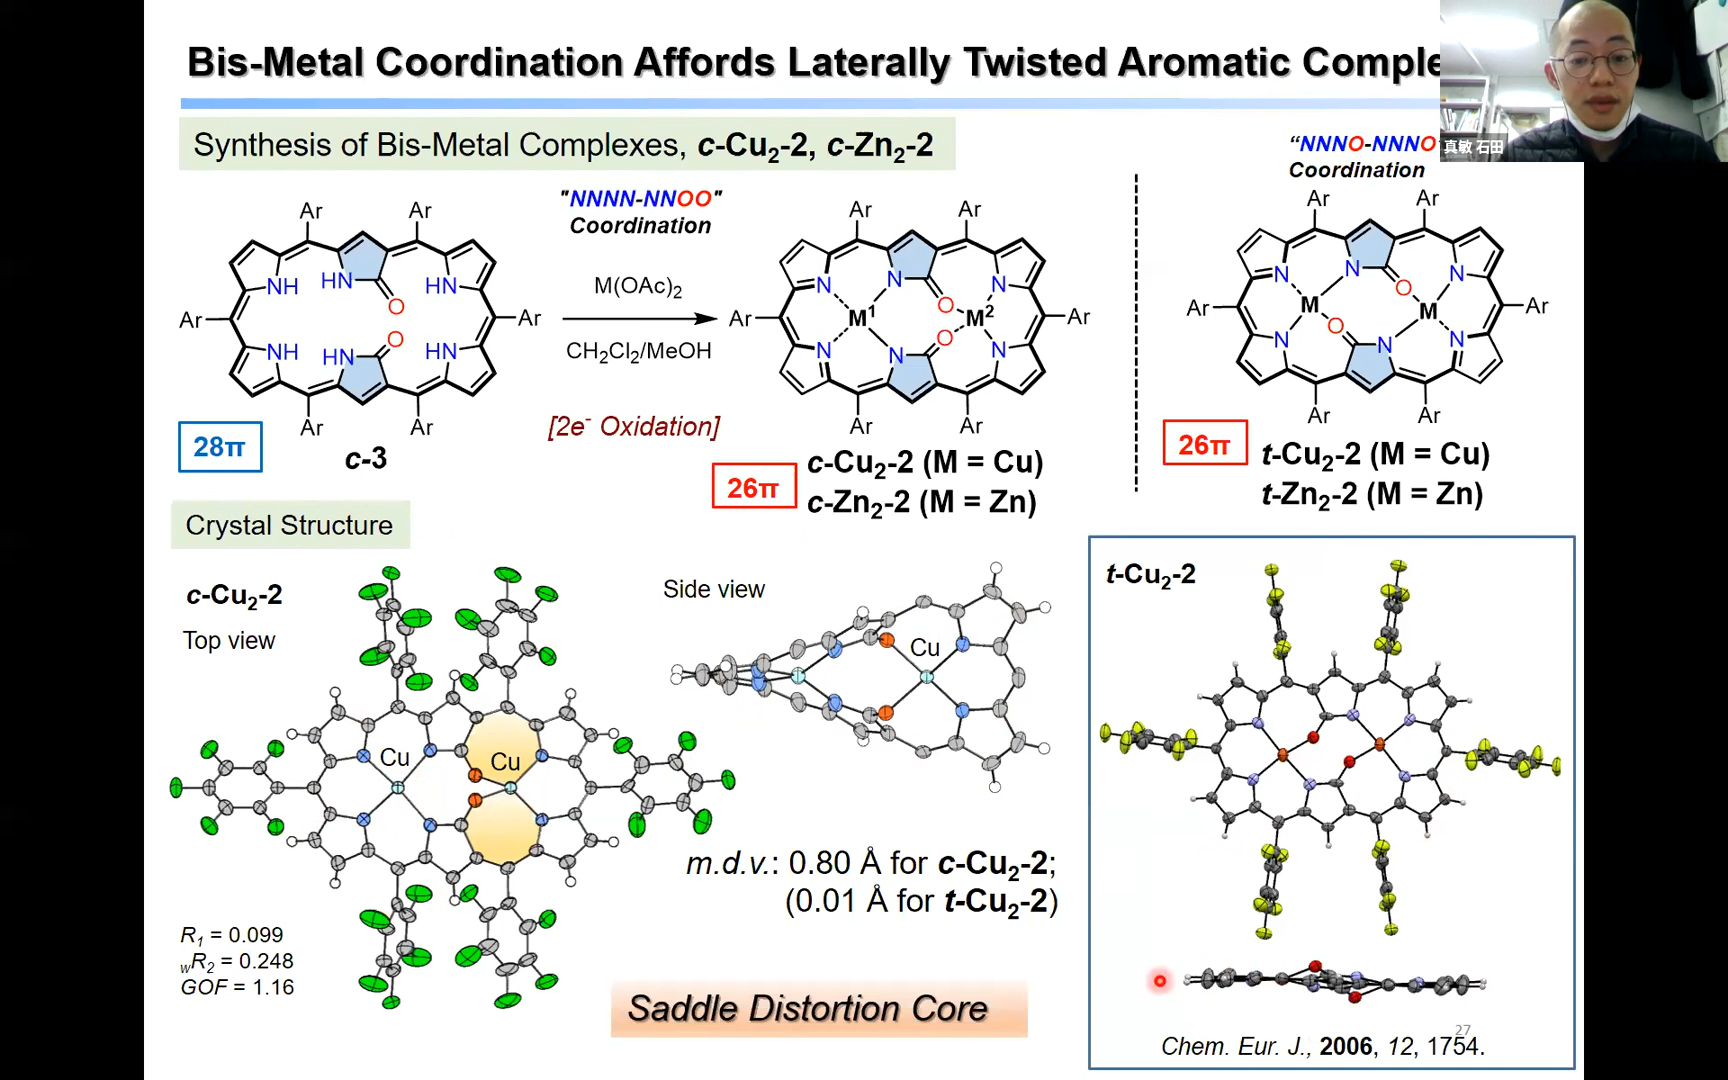 Bis-Metal Coordination Affords Laterally Twisted Aromatic Comple
真敏 石田
Synthesis of Bis-Metal Complexes, c-Cu2-2, c-Zn2-2
"NNNN-NNOO"
Coordination
M(OAc)2
CH2Cl2/MeOH
[2e- Oxidation]
Ar
Ar
Ar
Ar
Ar
Ar
NH
HN
HN
O
O
NH
HN
HN
28π
c-3
Ar
Ar
Ar
Ar
Ar
Ar
N
N
N
O
M1
M2
O
N
N
N
26π
c-Cu2-2 (M = Cu)
c-Zn2-2 (M = Zn)
“NNNO-NNNO
Coordination
Ar
Ar
Ar
Ar
Ar
Ar
N
N
N
O
M
M
O
N
N
N
26π
t-Cu2-2 (M = Cu)
t-Zn2-2 (M = Zn)
Crystal Structure
c-Cu2-2
Top view
Cu
Cu
R1 = 0.099
wR2 = 0.248
GOF = 1.16
Side view
Cu
m.d.v.: 0.80 Å for c-Cu2-2;
(0.01 Å for t-Cu2-2)
Saddle Distortion Core
t-Cu2-2
27
Chem. Eur. J., 2006, 12, 1754.